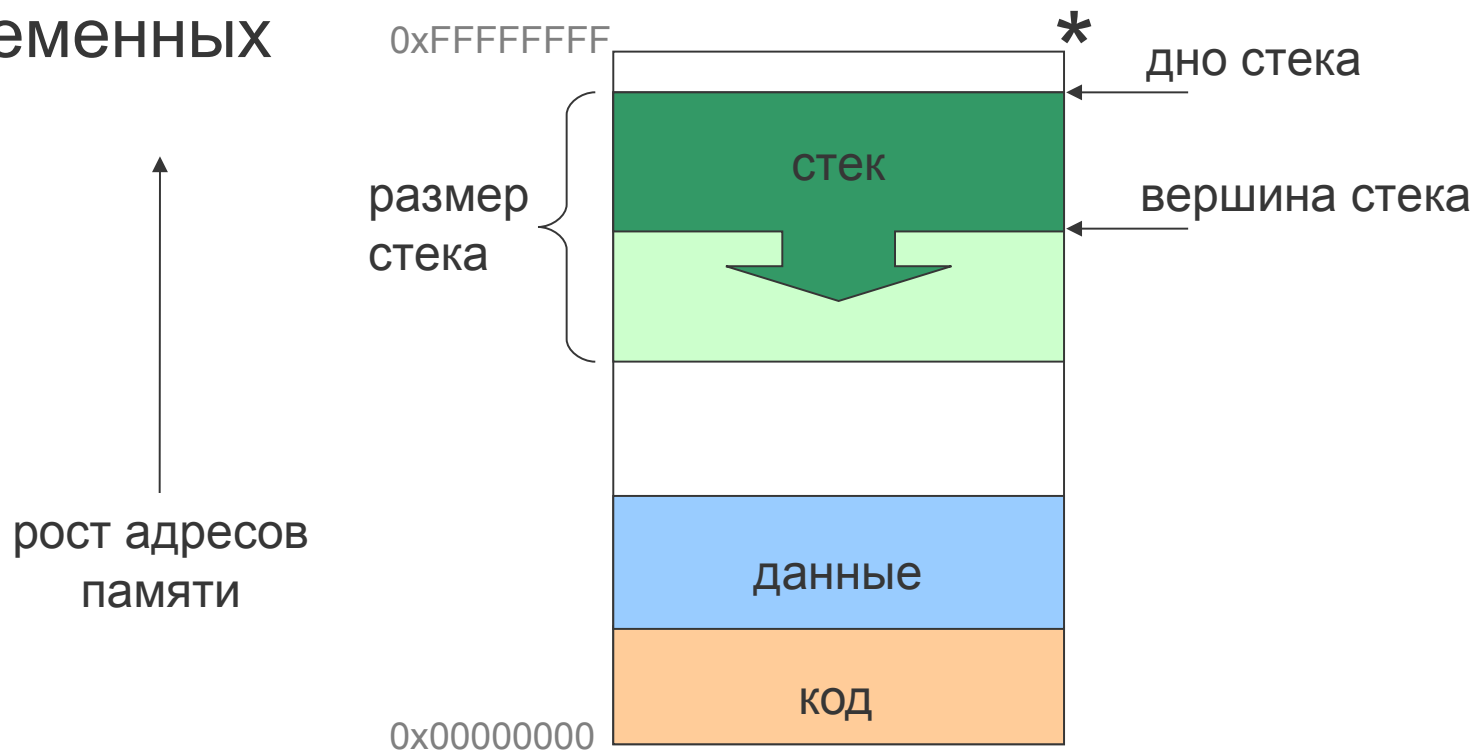 еменных
0xFFFFFFFF
*
дно стека
стек
размер
стека
вершина стека
рост адресов
памяти
данные
код
0x00000000